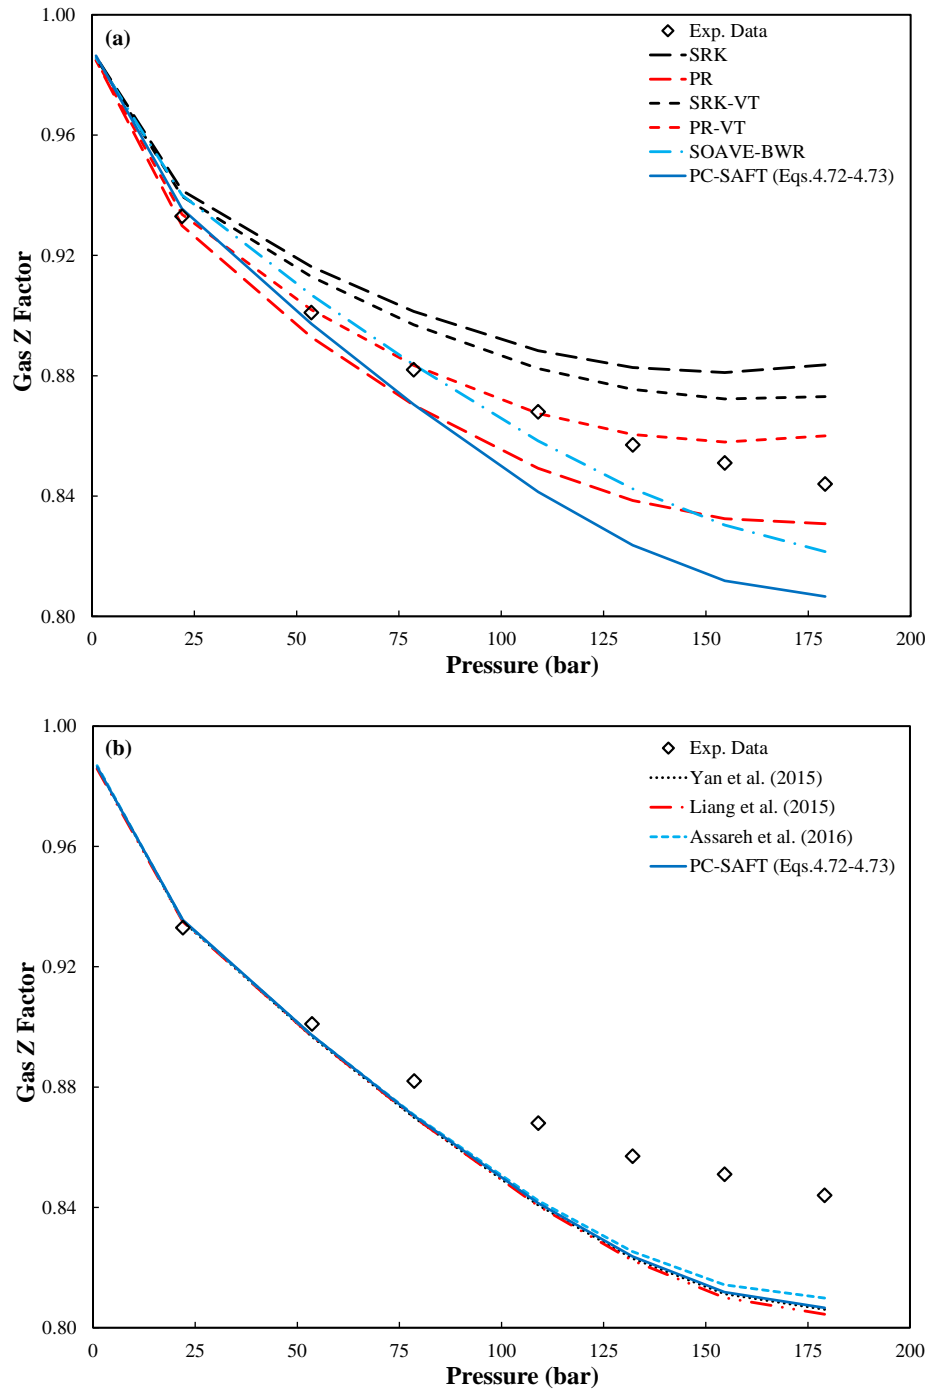 1.00
(a)
Exp. Data
SRK
PR
SRK-VT
PR-VT
SOAVE-BWR
PC-SAFT (Eqs.4.72-4.73)
0.96
0.92
0.88
0.84
0.80
Gas Z Factor
0 25 50 75 100 125 150 175 200
Pressure (bar)
1.00
(b)
Exp. Data
Yan et al. (2015)
Liang et al. (2015)
Assareh et al. (2016)
PC-SAFT (Eqs.4.72-4.73)
0.96
0.92
0.88
0.84
0.80
Gas Z Factor
0 25 50 75 100 125 150 175 200
Pressure (bar)